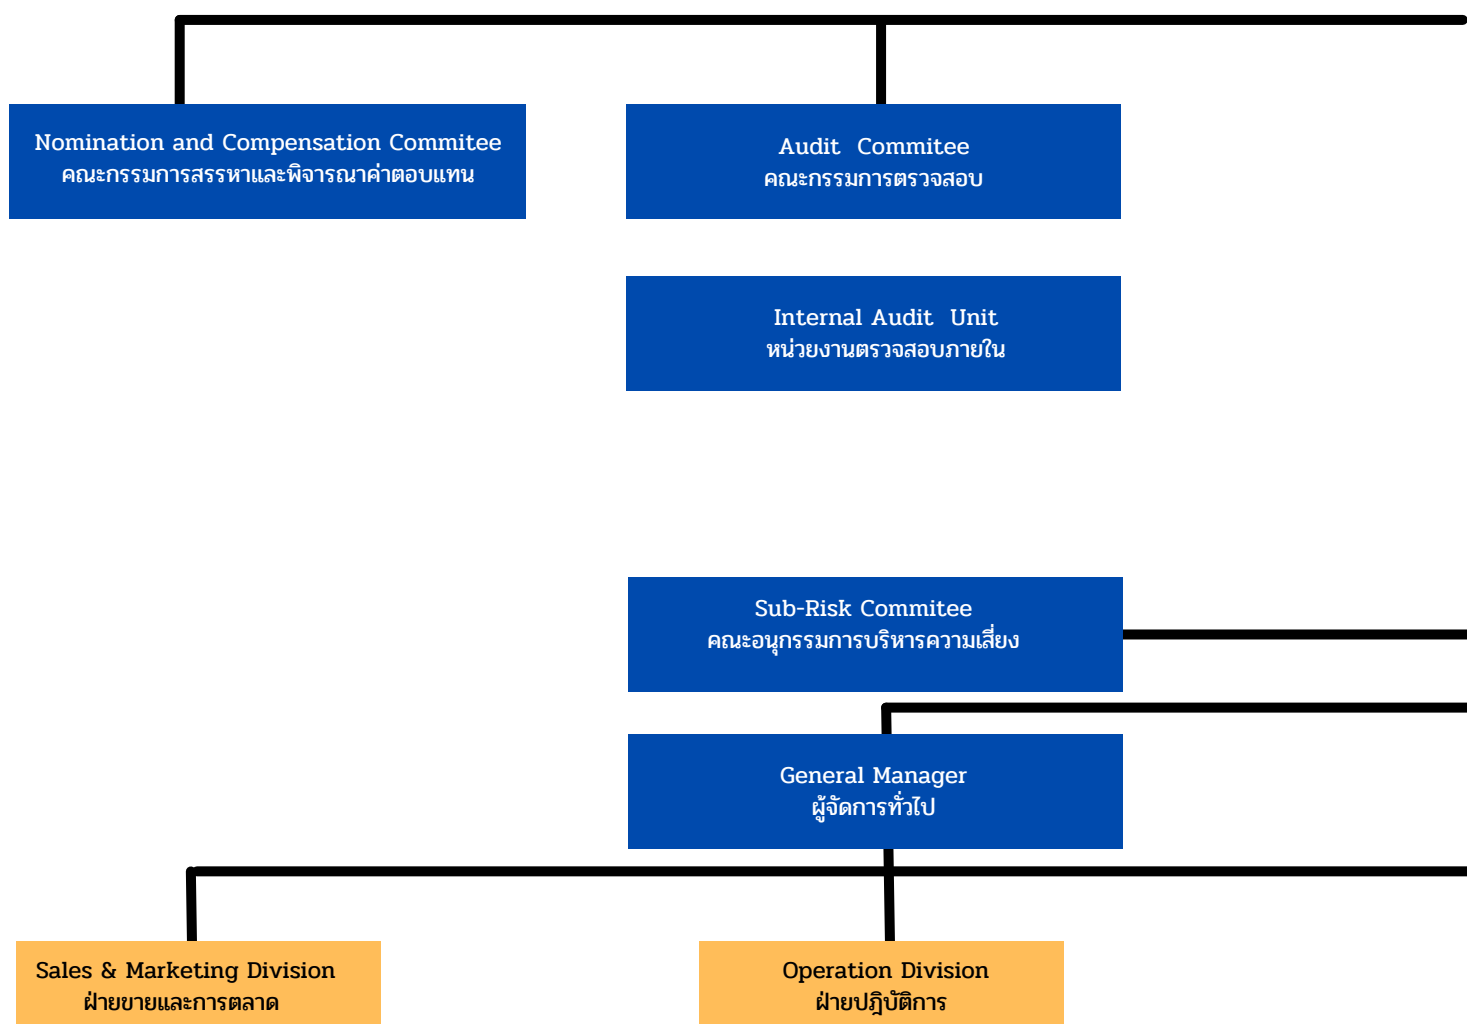 Nomination and Compensation Commitee
คณะกรรมการสรรหาและพิจารณาค่าตอบแทน
Audit Commitee
คณะกรรมการตรวจสอบ
Internal Audit Unit
หน่วยงานตรวจสอบภายใน
Sub-Risk Commitee
คณะอนุกรรมการบริหารความเสี่ยง
General Manager
ผู้จัดการทั่วไป
Sales & Marketing Division
ฝ่ายขายและการตลาด
Operation Division
ฝ่ายปฎิบัติการ